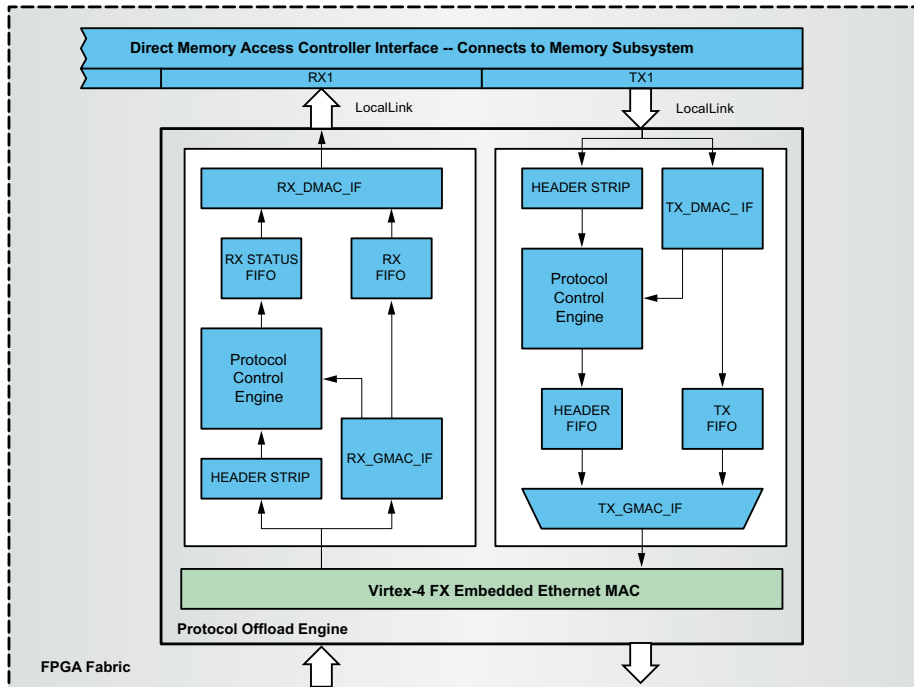 Direct Memory Access Controller Interface -- Connects to Memory Subsystem
RX1
TX1
LocalLink
LocalLink
RX_DMAC_IF
RX STATUS
FIFO
RX
FIFO
Protocol
Control
Engine
RX_GMAC_IF
HEADER STRIP
HEADER STRIP
TX_DMAC_ IF
Protocol
Control
Engine
HEADER
FIFO
TX
FIFO
TX_GMAC_IF
Virtex-4 FX Embedded Ethernet MAC
Protocol Offload Engine
FPGA Fabric